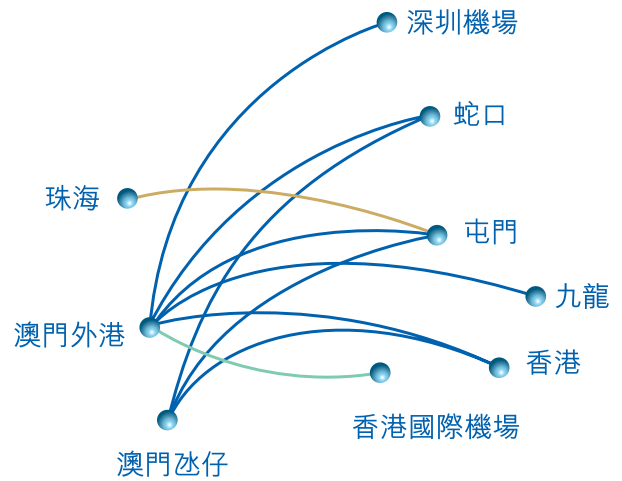 深圳機場
蛇口
珠海
屯門
九龍
澳門外港
香港
香港國際機場
澳門氹仔